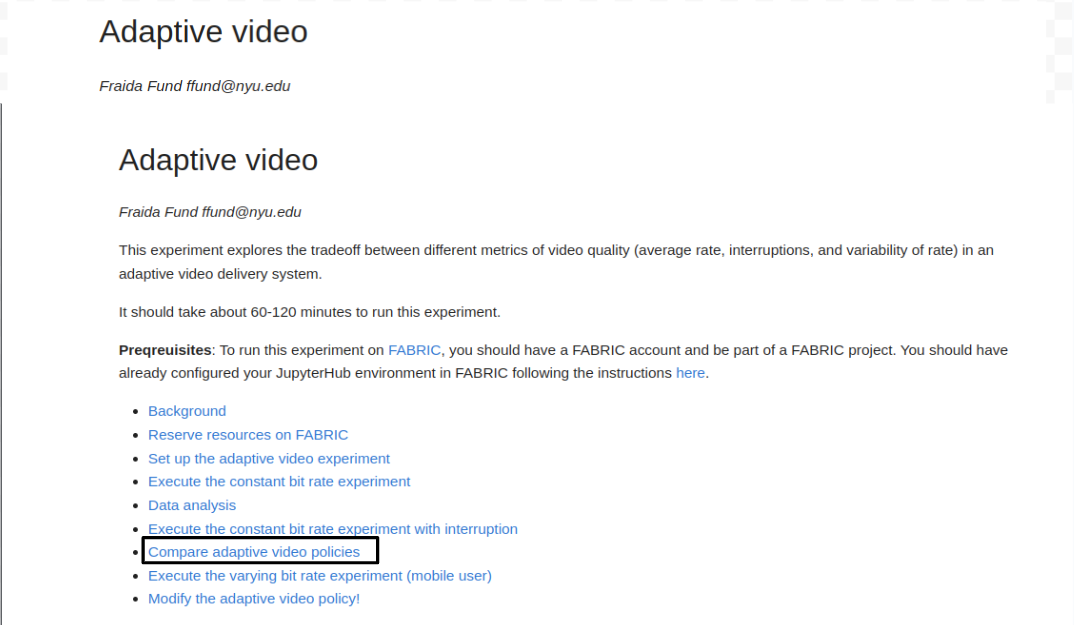 Adaptive video
Fraida Fund ffund@nyu.edu
Adaptive video
Fraida Fund ffund@nyu.edu
This experiment explores the tradeoff between different metrics of video quality (average rate, interruptions, and variability of rate) in an
adaptive video delivery system.
It should take about 60-120 minutes to run this experiment.
Preqreuisites: To run this experiment on FABRIC, you should have a FABRIC account and be part of a FABRIC project. You should have
already configured your JupyterHub environment in FABRIC following the instructions here.
Background
Reserve resources on FABRIC
Set up the adaptive video experiment
Execute the constant bit rate experiment
Data analysis
Execute the constant bit rate experiment with interruption
Compare adaptive video policies
Execute the varying bit rate experiment (mobile user)
Modify the adaptive video policy!